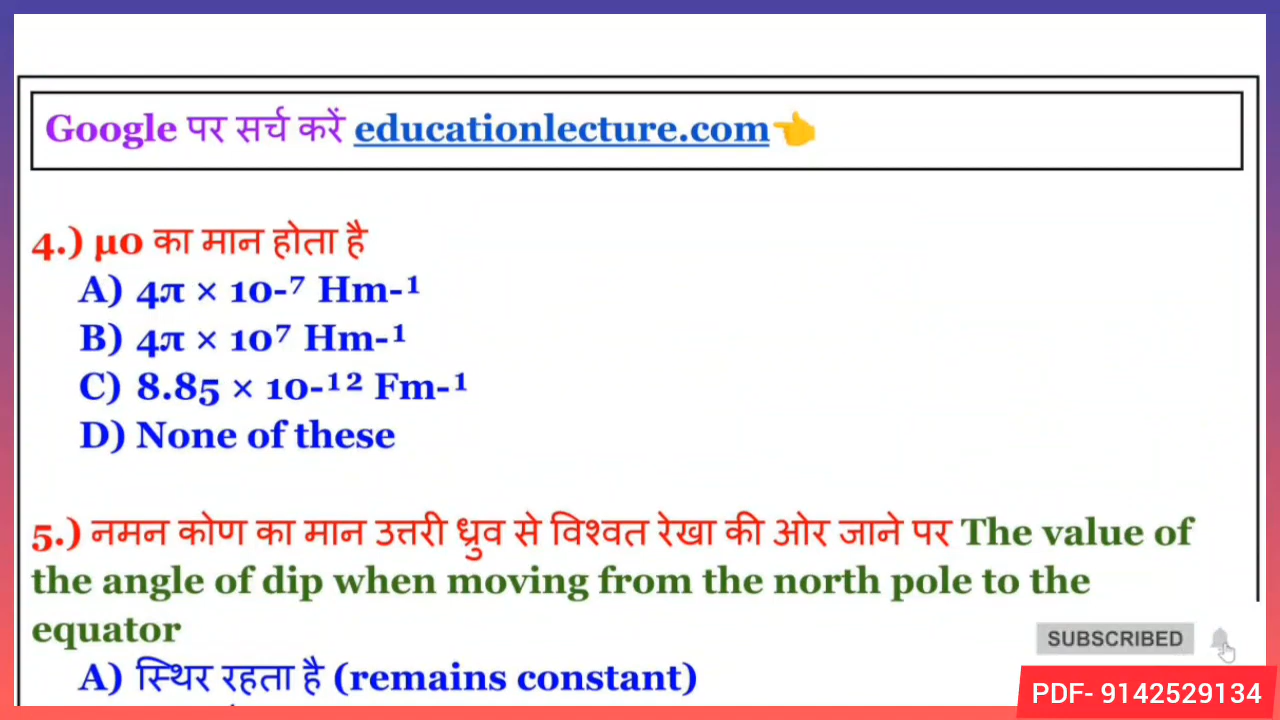 Google पर सर्च करें educationlecture.com👈
4.) μ0 का मान होता है
A) 4π × 10-⁷ Hm-¹
B) 4π × 10⁷ Hm-¹
C) 8.85 × 10-¹² Fm-¹
D) None of these
5.) नमन कोण का मान उत्तरी ध्रुव से विश्वत रेखा की ओर जाने पर The value of
the angle of dip when moving from the north pole to the
equator
A) स्थिर रहता है (remains constant)
SUBSCRIBED
PDF- 9142529134